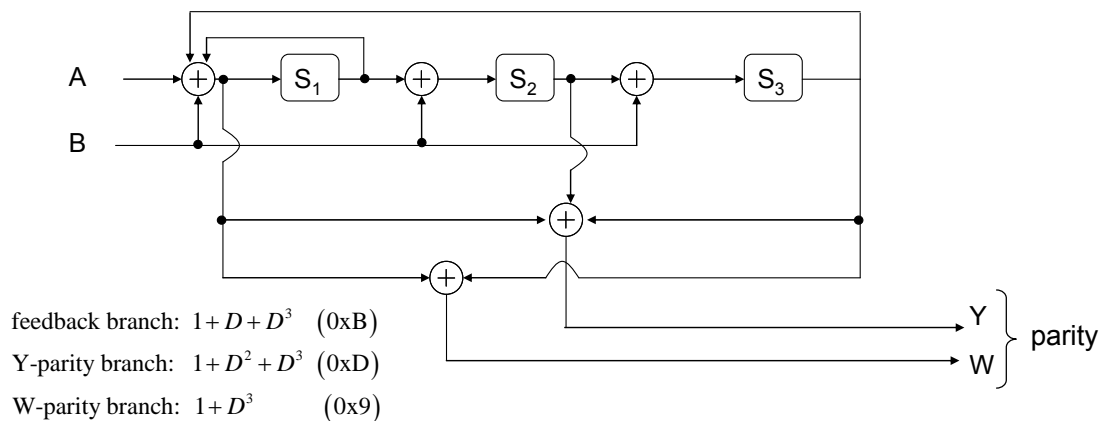 A
S₁
S₂
S₃
B
feedback branch: 1 + D + D³ (0xB)
Y-parity branch: 1 + D² + D³ (0xD)
W-parity branch: 1 + D³ (0x9)
Y
W
parity